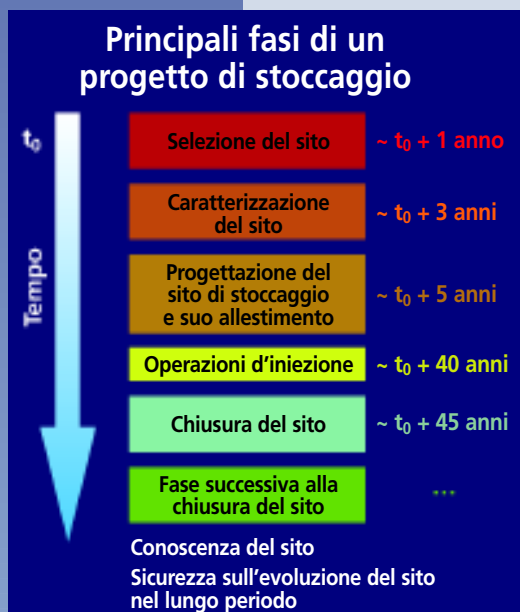 Principali fasi di un
progetto di stoccaggio
t₀
Tempo
Selezione del sito
~ t₀ + 1 anno
Caratterizzazione
del sito
~ t₀ + 3 anni
Progettazione del
sito di stoccaggio
e suo allestimento
~ t₀ + 5 anni
Operazioni d'iniezione
~ t₀ + 40 anni
Chiusura del sito
~ t₀ + 45 anni
Fase successiva alla
chiusura del sito
...
Conoscenza del sito
Sicurezza sull'evoluzione del sito
nel lungo periodo